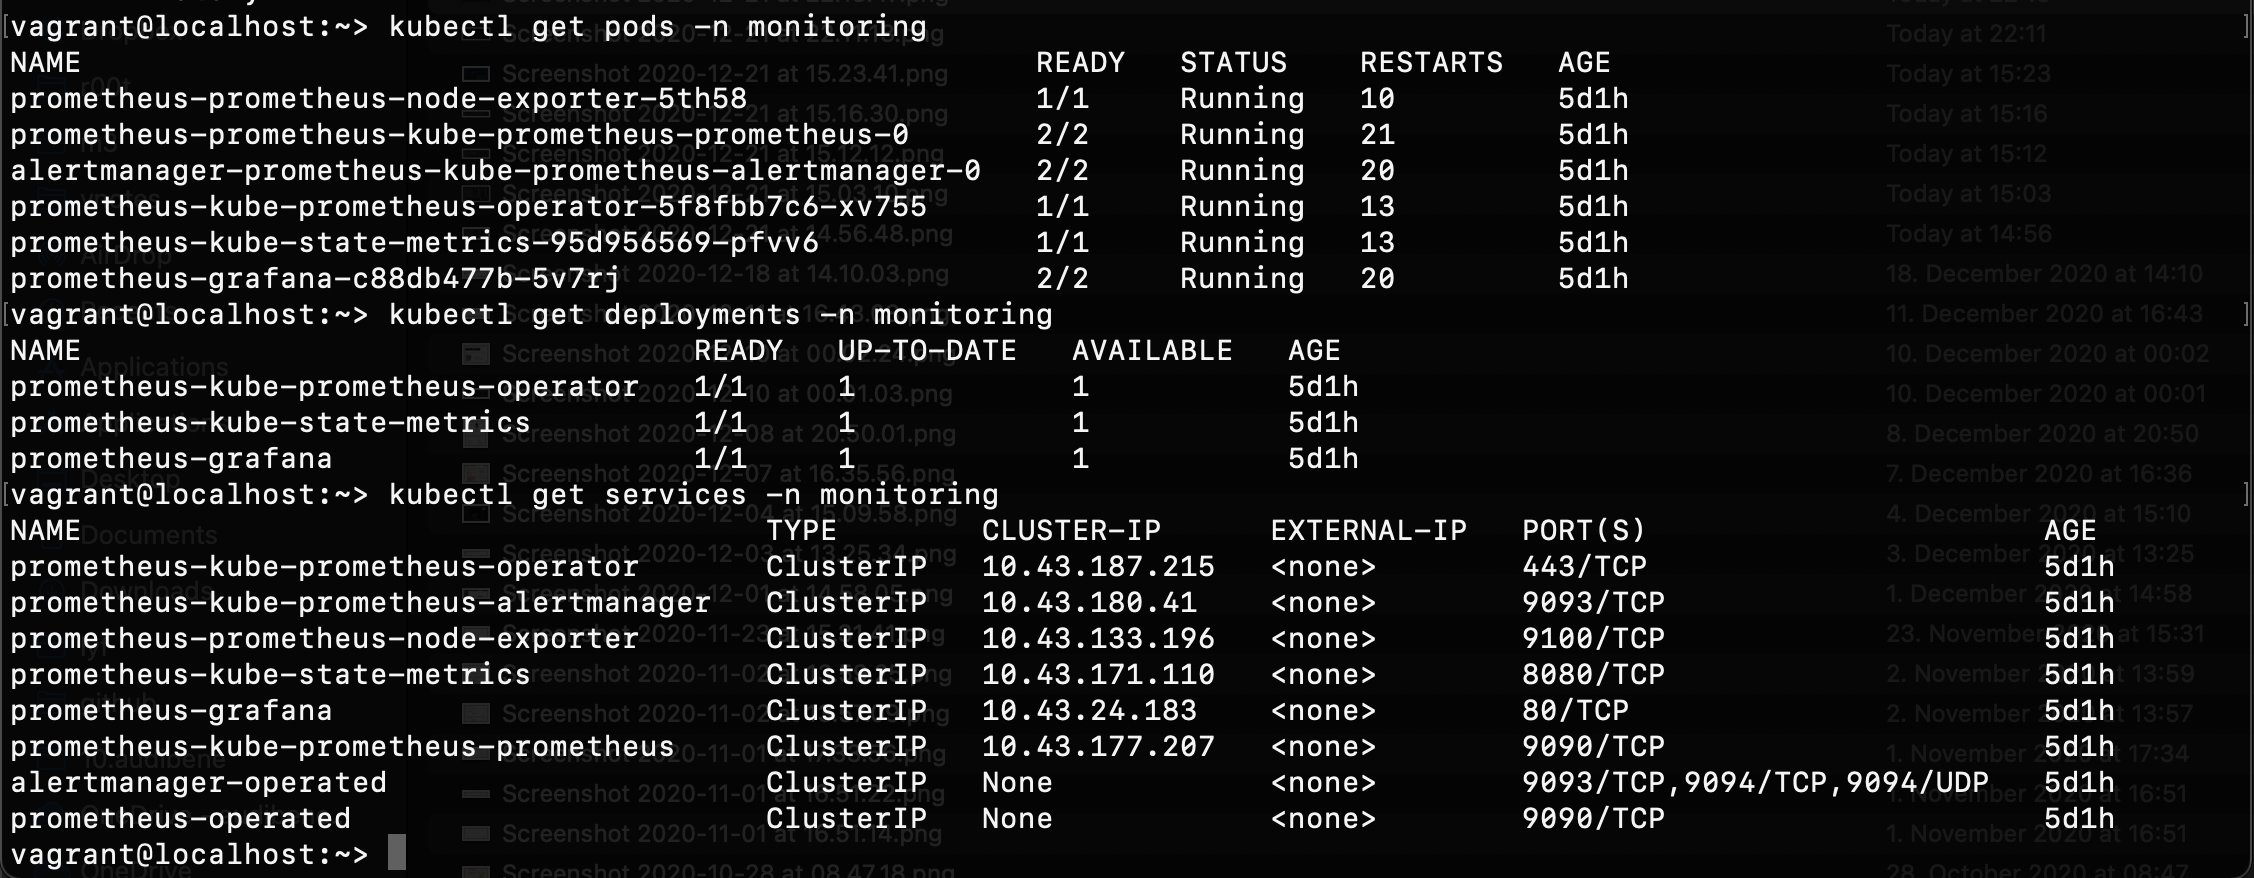 vagrant@localhost:~> kubectl get pods -n monitoring
NAME READY STATUS RESTARTS AGE
prometheus-prometheus-node-exporter-5th58 1/1 Running 10 5d1h
prometheus-prometheus-kube-prometheus-prometheus-0 2/2 Running 21 5d1h
alertmanager-prometheus-kube-prometheus-alertmanager-0 2/2 Running 20 5d1h
prometheus-kube-prometheus-operator-5f8fbb7c6-xv755 1/1 Running 13 5d1h
prometheus-kube-state-metrics-95d956569-pfvv6 1/1 Running 13 5d1h
prometheus-grafana-c88db477b-5v7rj 2/2 Running 20 5d1h
vagrant@localhost:~> kubectl get deployments -n monitoring
NAME READY UP-TO-DATE AVAILABLE AGE
prometheus-kube-prometheus-operator 1/1 1 1 5d1h
prometheus-kube-state-metrics 1/1 1 1 5d1h
prometheus-grafana 1/1 1 1 5d1h
vagrant@localhost:~> kubectl get services -n monitoring
NAME TYPE CLUSTER-IP EXTERNAL-IP PORT(S) AGE
prometheus-kube-prometheus-operator ClusterIP 10.43.187.215 <none> 443/TCP 5d1h
prometheus-kube-prometheus-alertmanager ClusterIP 10.43.180.41 <none> 9093/TCP 5d1h
prometheus-prometheus-node-exporter ClusterIP 10.43.133.196 <none> 9100/TCP 5d1h
prometheus-kube-state-metrics ClusterIP 10.43.171.110 <none> 8080/TCP 5d1h
prometheus-grafana ClusterIP 10.43.24.183 <none> 80/TCP 5d1h
prometheus-kube-prometheus-prometheus ClusterIP 10.43.177.207 <none> 9090/TCP 5d1h
alertmanager-operated ClusterIP None <none> 9093/TCP,9094/TCP,9094/UDP 5d1h
prometheus-operated ClusterIP None <none> 9090/TCP 5d1h
vagrant@localhost:~>